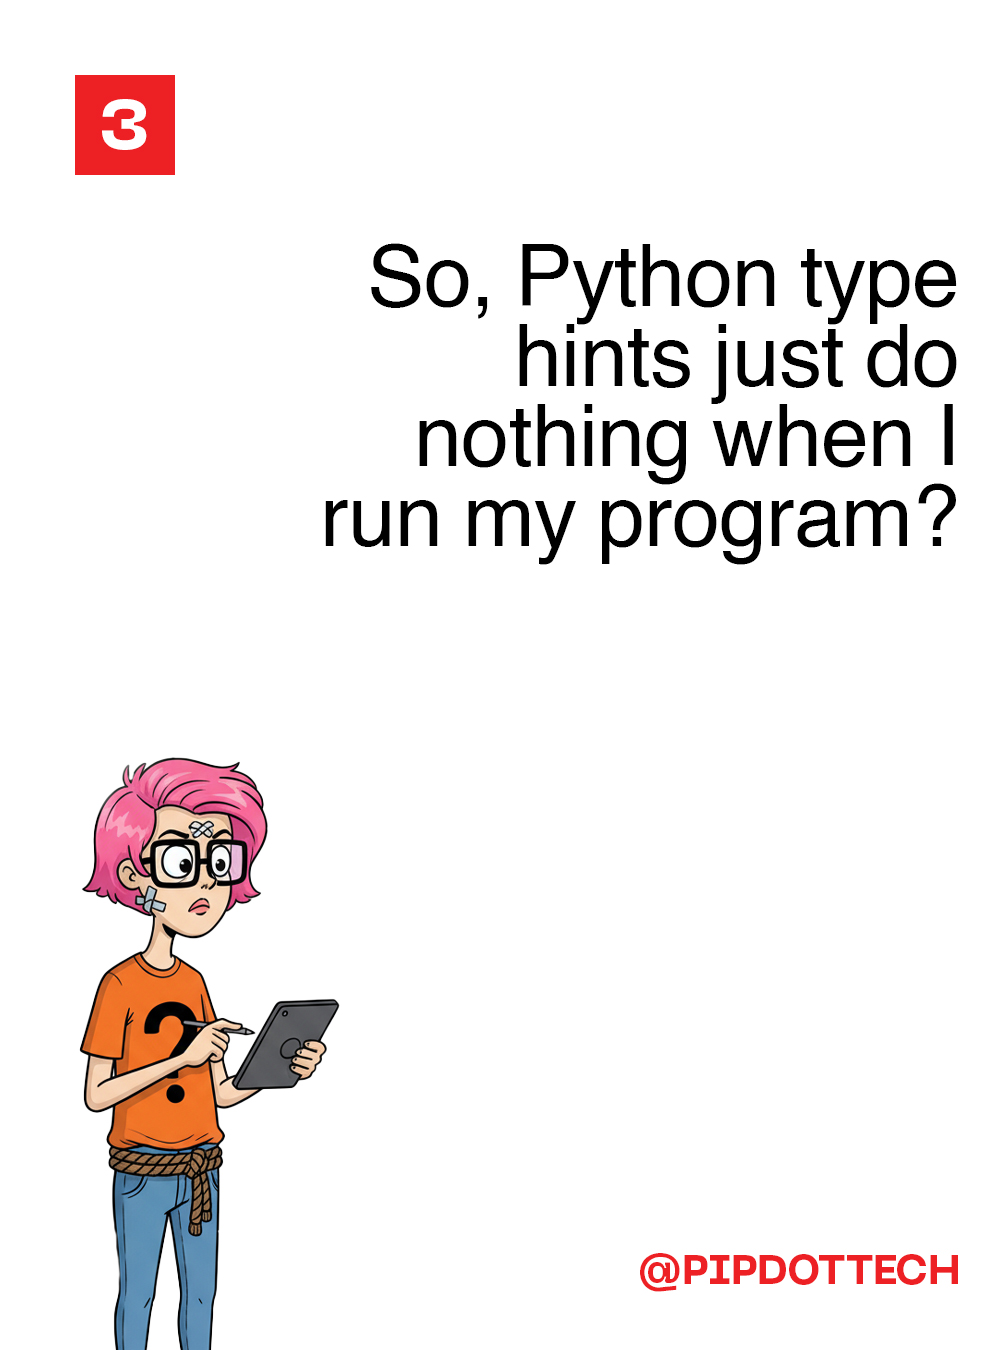 3
So, Python type
hints just do
nothing when I
run my program?
?
@PIPDOTTECH